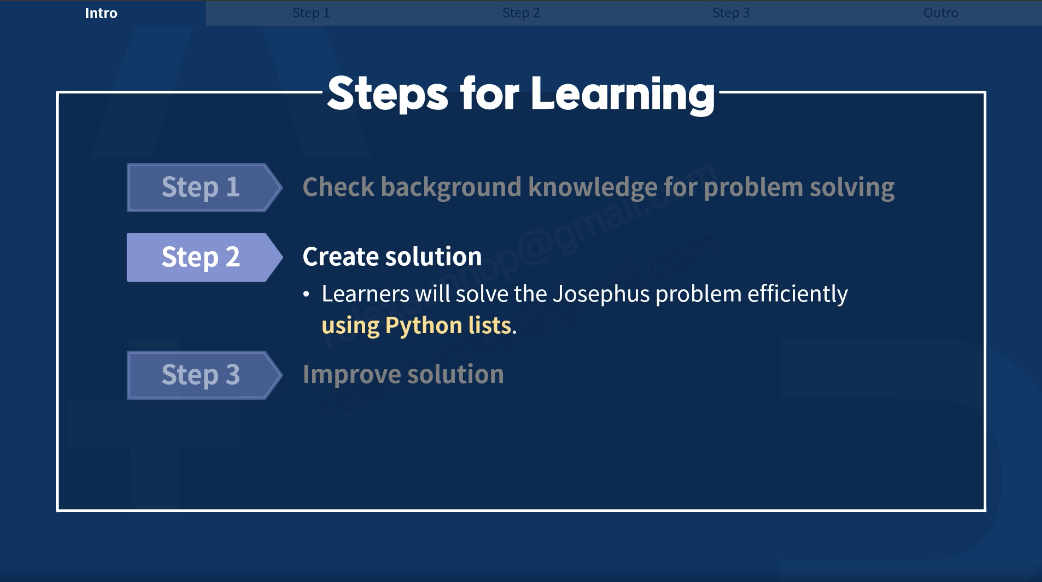 Intro Step 1 Step 2 Step 3 Outro
Steps for Learning
Step 1 Check background knowledge for problem solving
Step 2 Create solution
• Learners will solve the Josephus problem efficiently
using Python lists.
Step 3 Improve solution